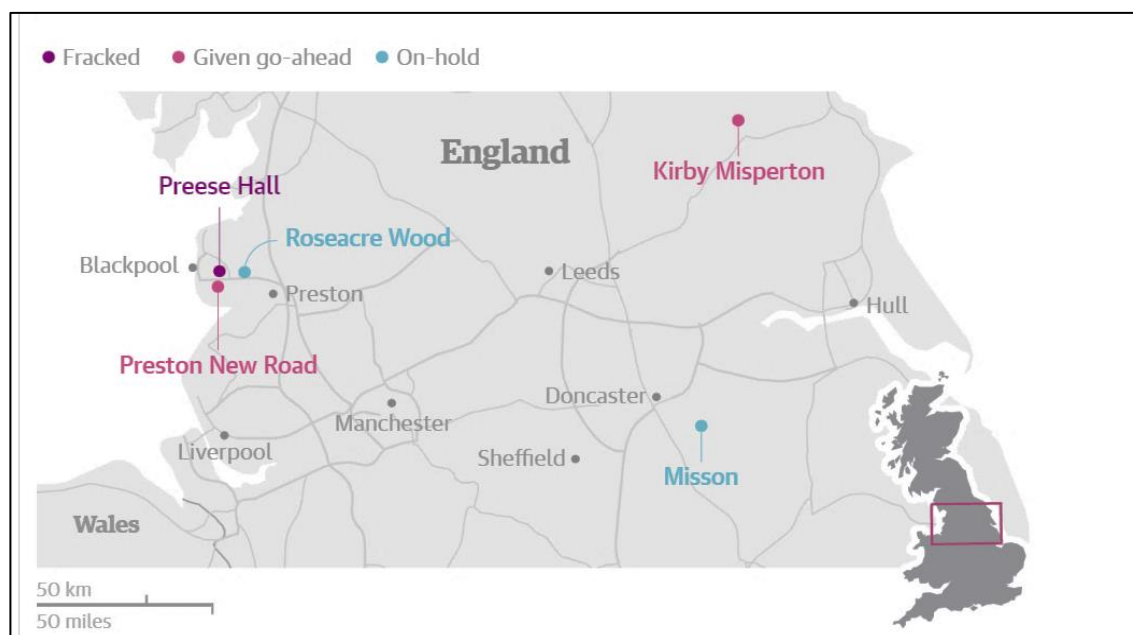 Fracked
Given go-ahead
On-hold
England
Kirby Misperton
Preese Hall
Roseacre Wood
Blackpool
Leeds
Preston
Hull
Preston New Road
Doncaster
Manchester
Liverpool
Sheffield
Misson
Wales
50 km
50 miles